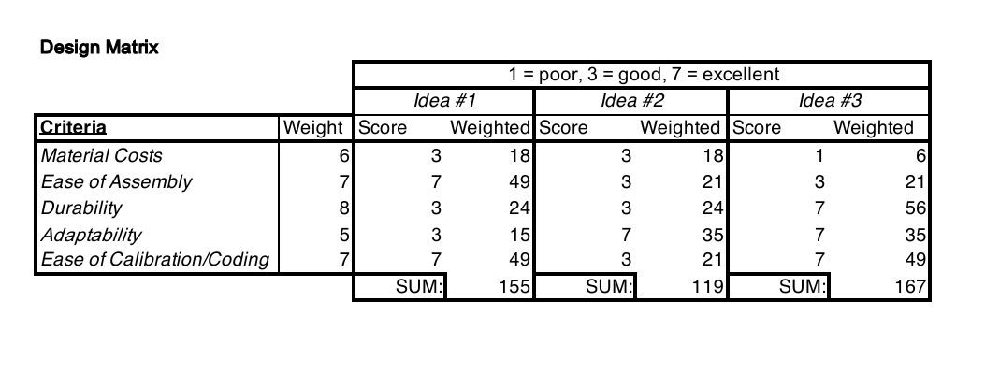 Design Matrix
1 = poor, 3 = good, 7 = excellent
Idea #1 Idea #2 Idea #3
Criteria Weight Score Weighted Score Weighted Score Weighted
Material Costs 6 3 18 3 18 1 6
Ease of Assembly 7 7 49 3 21 3 21
Durability 8 3 24 3 24 7 56
Adaptability 5 3 15 7 35 7 35
Ease of Calibration/Coding 7 7 49 3 21 7 49
SUM: 155 SUM: 119 SUM: 167